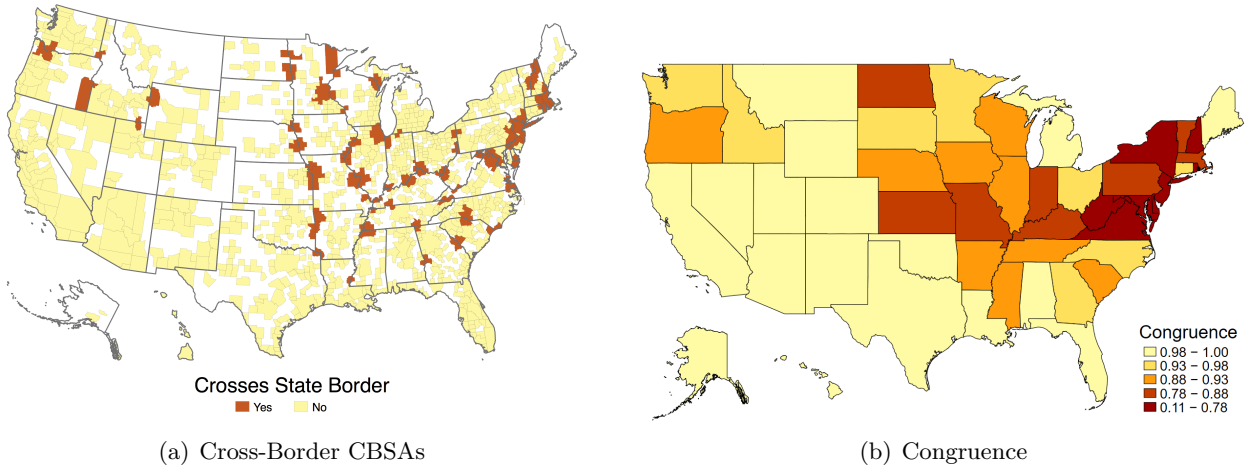 Crosses State Border
Yes No
(a) Cross-Border CBSAs
Congruence
0.98 − 1.00
0.93 − 0.98
0.88 − 0.93
0.78 − 0.88
0.11 − 0.78
(b) Congruence